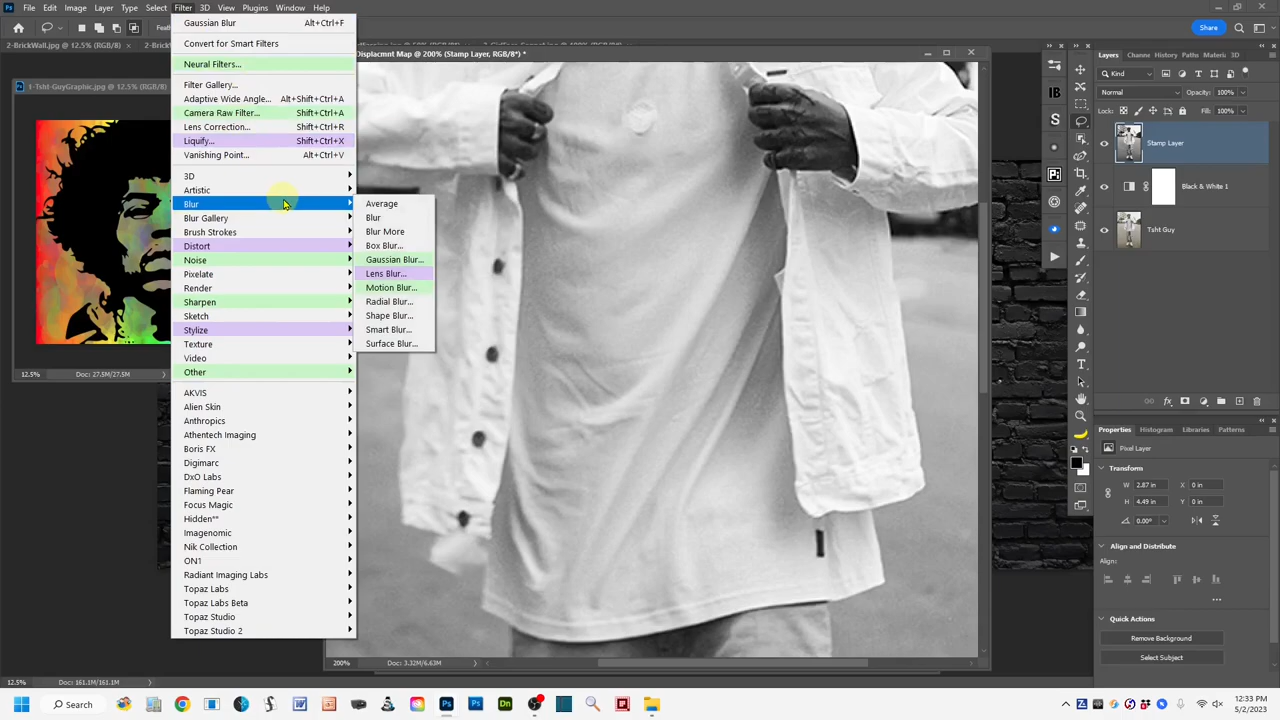 File Edit Image Layer Type Select Filter 3D View Plugins Window Help
Share
2-BrickWall.jpg @ 12.5% (RGB/8)
Displacmnt Map @ 200% (Stamp Layer, RGB/8*) *
1-Tsht-GuyGraphic.jpg @ 12.5% (RGB/8)
Gaussian Blur Alt+Ctrl+F
Convert for Smart Filters
Neural Filters...
Filter Gallery...
Adaptive Wide Angle... Alt+Shift+Ctrl+A
Camera Raw Filter... Shift+Ctrl+A
Lens Correction... Shift+Ctrl+R
Liquify... Shift+Ctrl+X
Vanishing Point... Alt+Ctrl+V
3D
Artistic
Blur
Blur Gallery
Brush Strokes
Distort
Noise
Pixelate
Render
Sharpen
Sketch
Stylize
Texture
Video
Other
AKVIS
Alien Skin
Anthropics
Athentech Imaging
Boris FX
Digimarc
DxO Labs
Flaming Pear
Focus Magic
Hidden""
Imagenomic
Nik Collection
ON1
Radiant Imaging Labs
Topaz Labs
Topaz Labs Beta
Topaz Studio
Topaz Studio 2
Average
Blur
Blur More
Box Blur...
Gaussian Blur...
Lens Blur...
Motion Blur...
Radial Blur...
Shape Blur...
Smart Blur...
Surface Blur...
12.5% Doc: 27.5M/27.5M
200% Doc: 3.32M/6.63M
12.5% Doc: 161.1M/161.1M
Layers Channe History Paths Materia 3D
Kind
Normal Opacity: 100%
Lock: Fill: 100%
Stamp Layer
Black & White 1
Tsht Guy
Properties Histogram Libraries Patterns
Pixel Layer
Transform
W 2.87 in X 0 in
H 4.49 in Y 0 in
0.00°
Align and Distribute
Align:
Quick Actions
Remove Background
Select Subject
Search
12:33 PM
5/2/2023